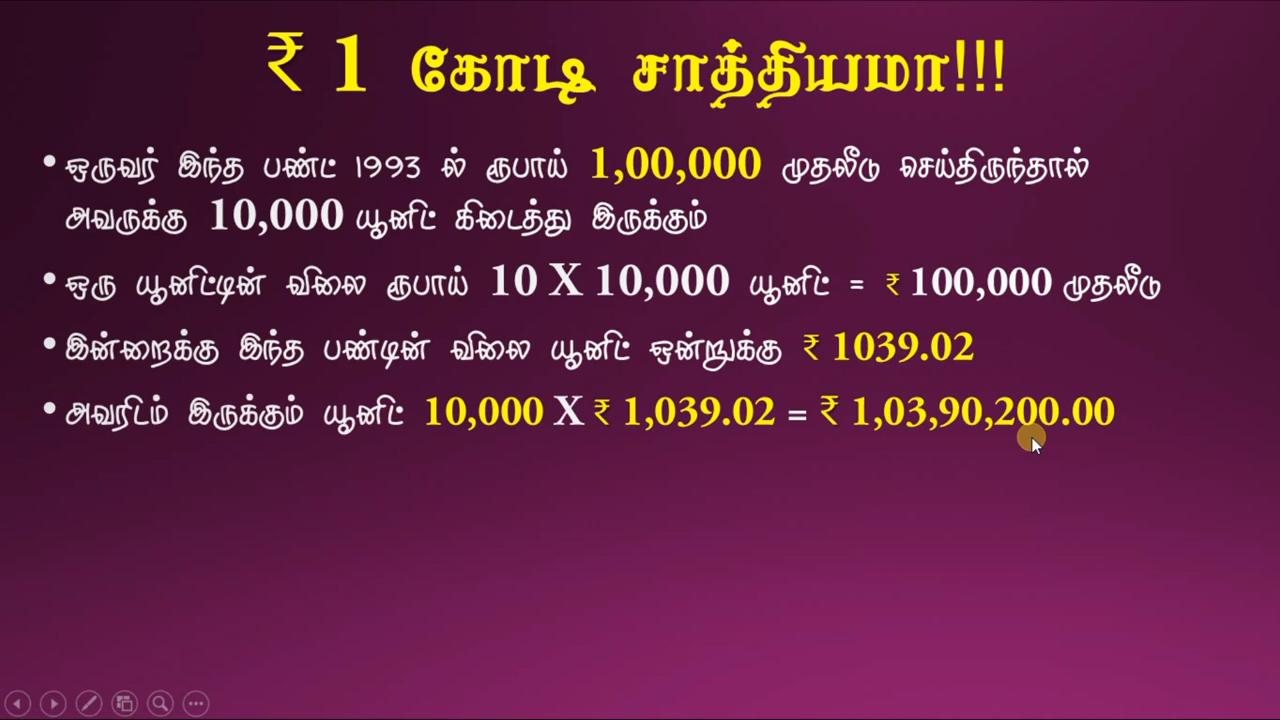 ₹ 1 கோடி சாத்தியமா!!!
• ஒருவர் இந்த பண்ட் 1993 ல் ரூபாய் 1,00,000 முதலீடு செய்திருந்தால்
அவருக்கு 10,000 யூனிட் கிடைத்து இருக்கும்
• ஒரு யூனிட்டின் விலை ரூபாய் 10 X 10,000 யூனிட் = ₹ 100,000 முதலீடு
• இன்றைக்கு இந்த பண்டின் விலை யூனிட் ஒன்றுக்கு ₹ 1039.02
• அவரிடம் இருக்கும் யூனிட் 10,000 X ₹ 1,039.02 = ₹ 1,03,90,200.00